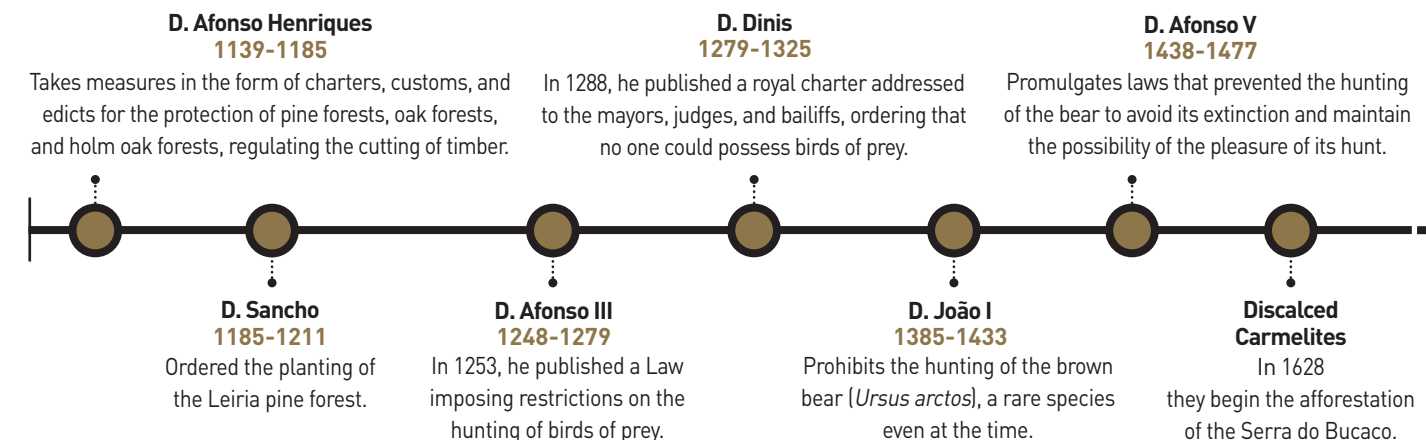 D. Afonso Henriques
1139-1185
Takes measures in the form of charters, customs, and
edicts for the protection of pine forests, oak forests,
and holm oak forests, regulating the cutting of timber.
D. Sancho
1185-1211
Ordered the planting of
the Leiria pine forest.
D. Afonso III
1248-1279
In 1253, he published a Law
imposing restrictions on the
hunting of birds of prey.
D. Dinis
1279-1325
In 1288, he published a royal charter addressed
to the mayors, judges, and bailiffs, ordering that
no one could possess birds of prey.
D. João I
1385-1433
Prohibits the hunting of the brown
bear (Ursus arctos), a rare species
even at the time.
D. Afonso V
1438-1477
Promulgates laws that prevented the hunting
of the bear to avoid its extinction and maintain
the possibility of the pleasure of its hunt.
Discalced
Carmelites
In 1628
they begin the afforestation
of the Serra do Bucaco.